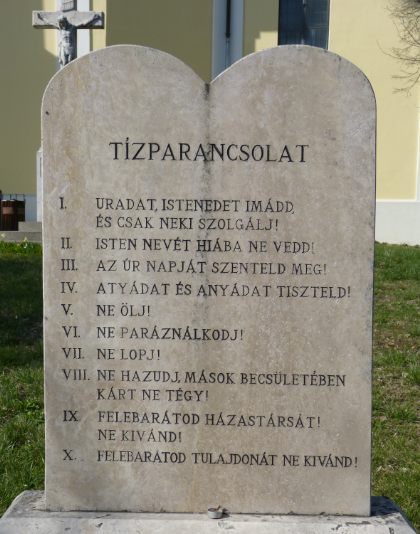 TÍZPARANCSOLAT
I. URADAT, ISTENEDET IMÁDD,
ÉS CSAK NEKI SZOLGÁLJ!
II. ISTEN NEVÉT HIÁBA NE VEDD!
III. AZ ÚR NAPJÁT SZENTELD MEG!
IV. ATYÁDAT ÉS ANYÁDAT TISZTELD!
V. NE ÖLJ!
VI. NE PARÁZNÁLKODJ!
VII. NE LOPJ!
VIII. NE HAZUDJ, MÁSOK BECSÜLETÉBEN
KÁRT NE TÉGY!
IX. FELEBARÁTOD HÁZASTÁRSÁT!
NE KIVÁND!
X. FELEBARÁTOD TULAJDONÁT NE KIVÁND!